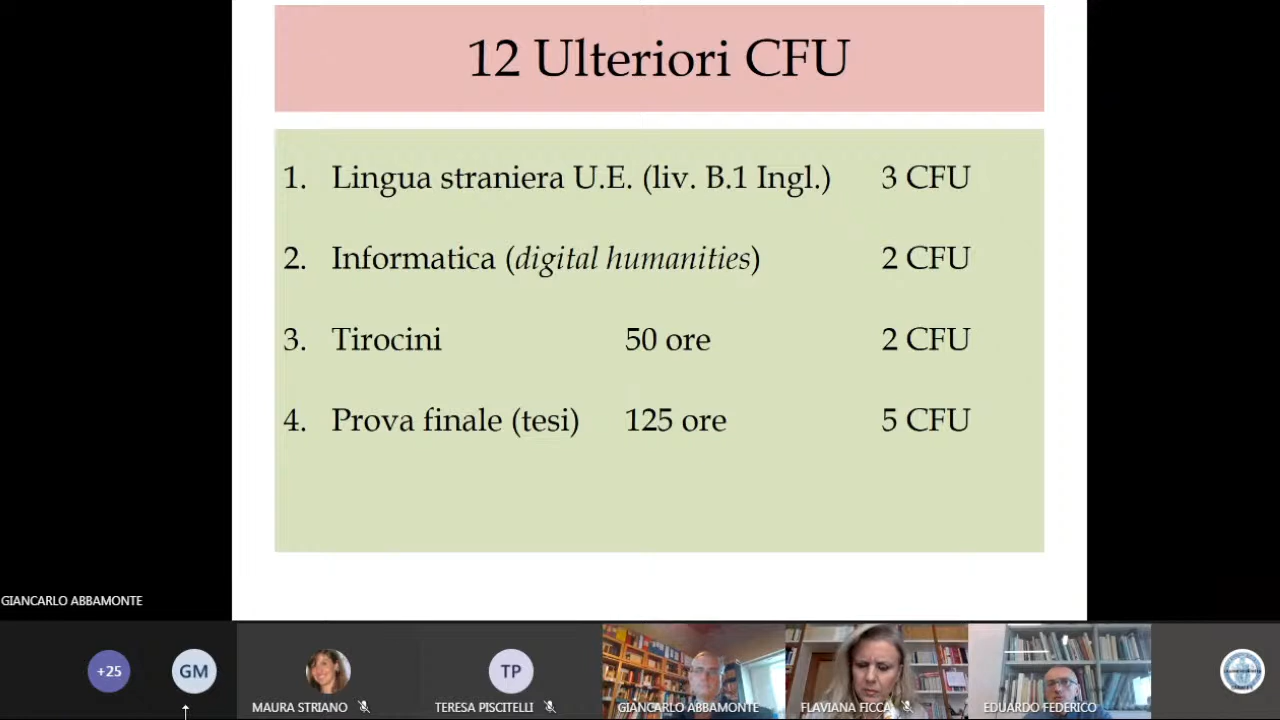 12 Ulteriori CFU
1. Lingua straniera U.E. (liv. B.1 Ingl.) 3 CFU
2. Informatica (digital humanities) 2 CFU
3. Tirocini 50 ore 2 CFU
4. Prova finale (tesi) 125 ore 5 CFU
GIANCARLO ABBAMONTE
+25
GM
TP
MAURA STRIANO
TERESA PISCITELLI
GIANCARLO ABBAMONTE
FLAVIANA FICCA
EDUARDO FEDERICO